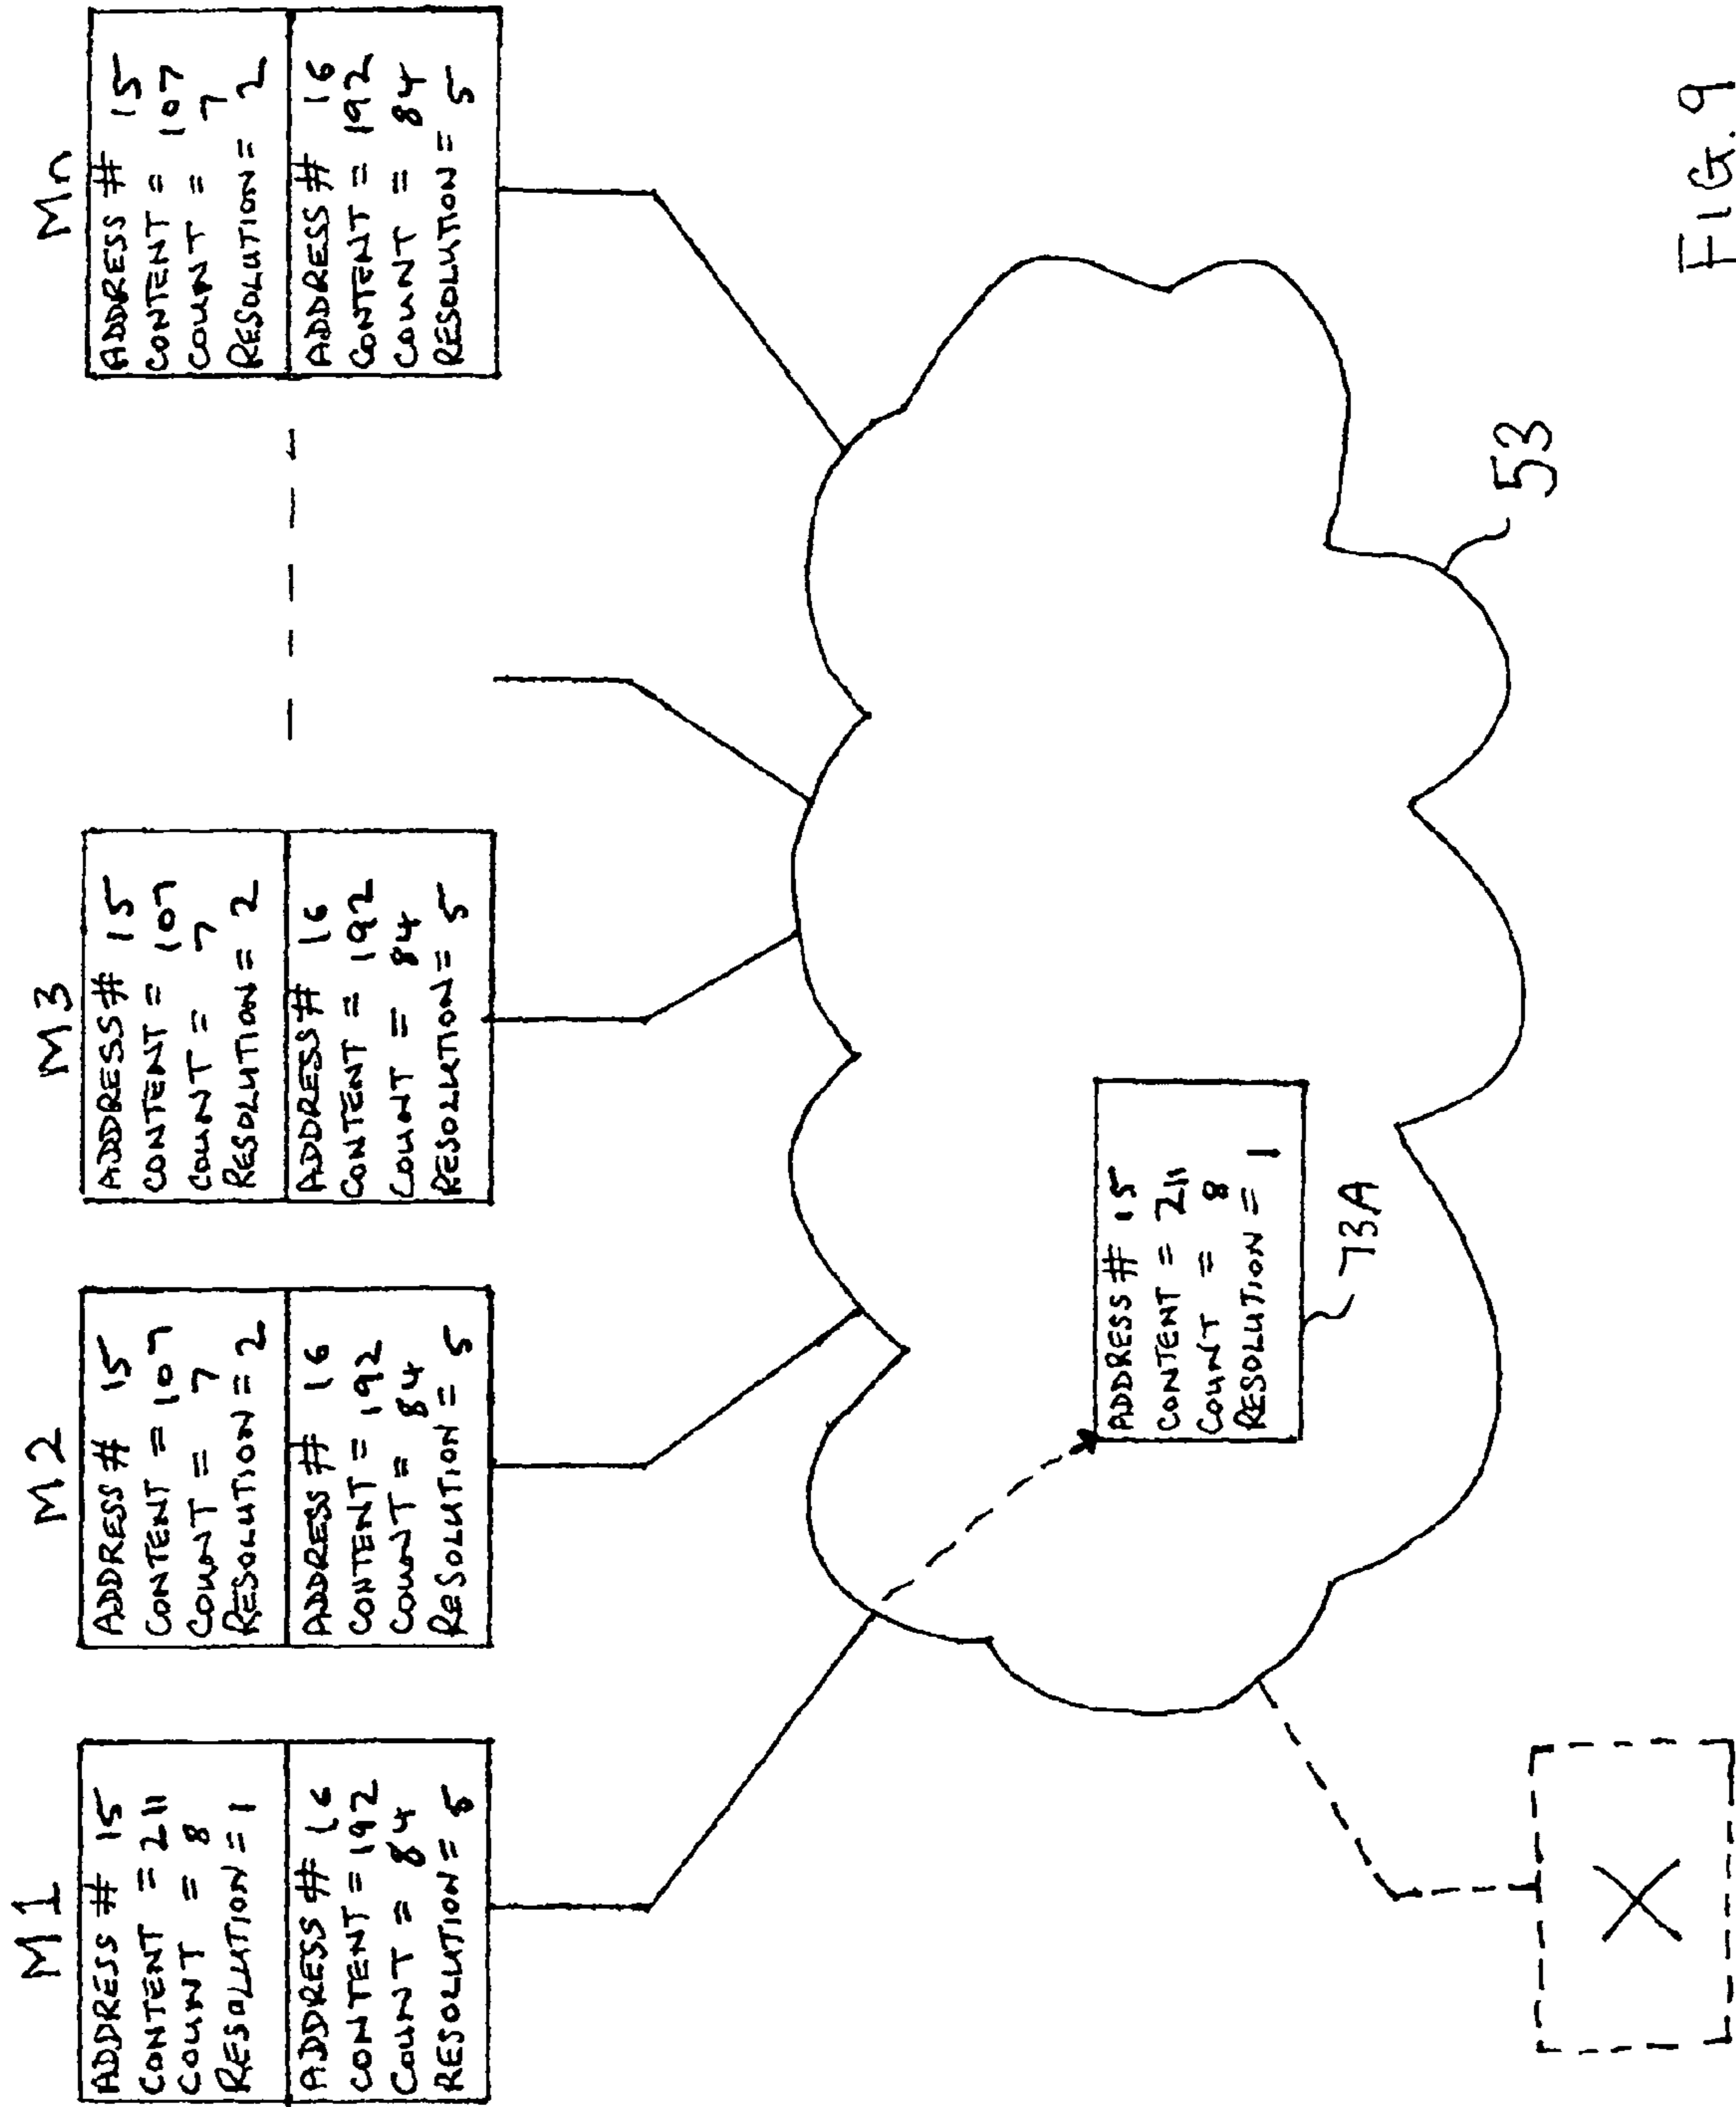 M1
ADDRESS # 15
CONTENT = 211
COUNT = 8
RESOLUTION = 1
ADDRESS # 16
CONTENT = 192
COUNT = 84
RESOLUTION = 5
M2
ADDRESS # 15
CONTENT = 107
COUNT = 7
RESOLUTION = 2
ADDRESS # 16
CONTENT = 192
COUNT = 84
RESOLUTION = 5
M3
ADDRESS # 15
CONTENT = 107
COUNT = 7
RESOLUTION = 2
ADDRESS # 16
CONTENT = 192
COUNT = 84
RESOLUTION = 5
Mn
ADDRESS # 15
CONTENT = 107
COUNT = 7
RESOLUTION = 2
ADDRESS # 16
CONTENT = 192
COUNT = 84
RESOLUTION = 5
ADDRESS # 15
CONTENT = 211
COUNT = 8
RESOLUTION = 1
73A
53
X
FIG. 9